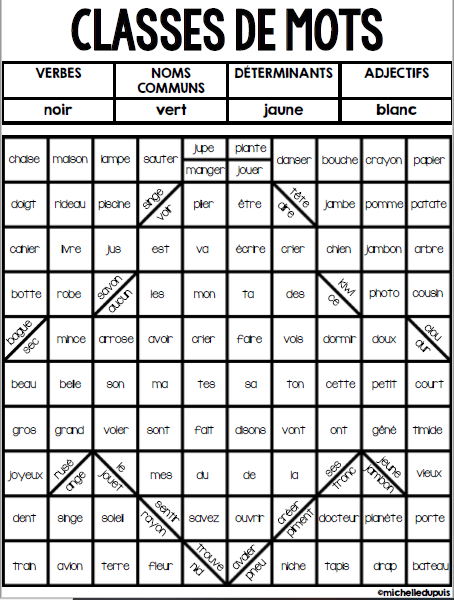 CLASSES DE MOTS
VERBES NOMS COMMUNS DÉTERMINANTS ADJECTIFS
noir vert jaune blanc
chaise maison lampe sauter jupe manger plante jouer danser bouche crayon papier
doigt rideau piscine singe voir plier être tête dire jambe pomme patate
cahier livre jus est va écrire crier chien jambon arbre
botte robe savon aucun les mon ta des kiwi ce photo cousin
bague sec mince arrose avoir crier faire vois dormir doux clou dur
beau belle son ma tes sa ton cette petit court
gros grand voler sont fait disons vont ont gêné timide
joyeux rusé ange le jouet mes du de la ses tronc jeune jambon vieux
dent singe soleil sentir rayon savez ouvrir créer piment docteur planète porte
train avion terre fleur trouve nid avaler pneu niche tapis drap bateau
©michelledupuis